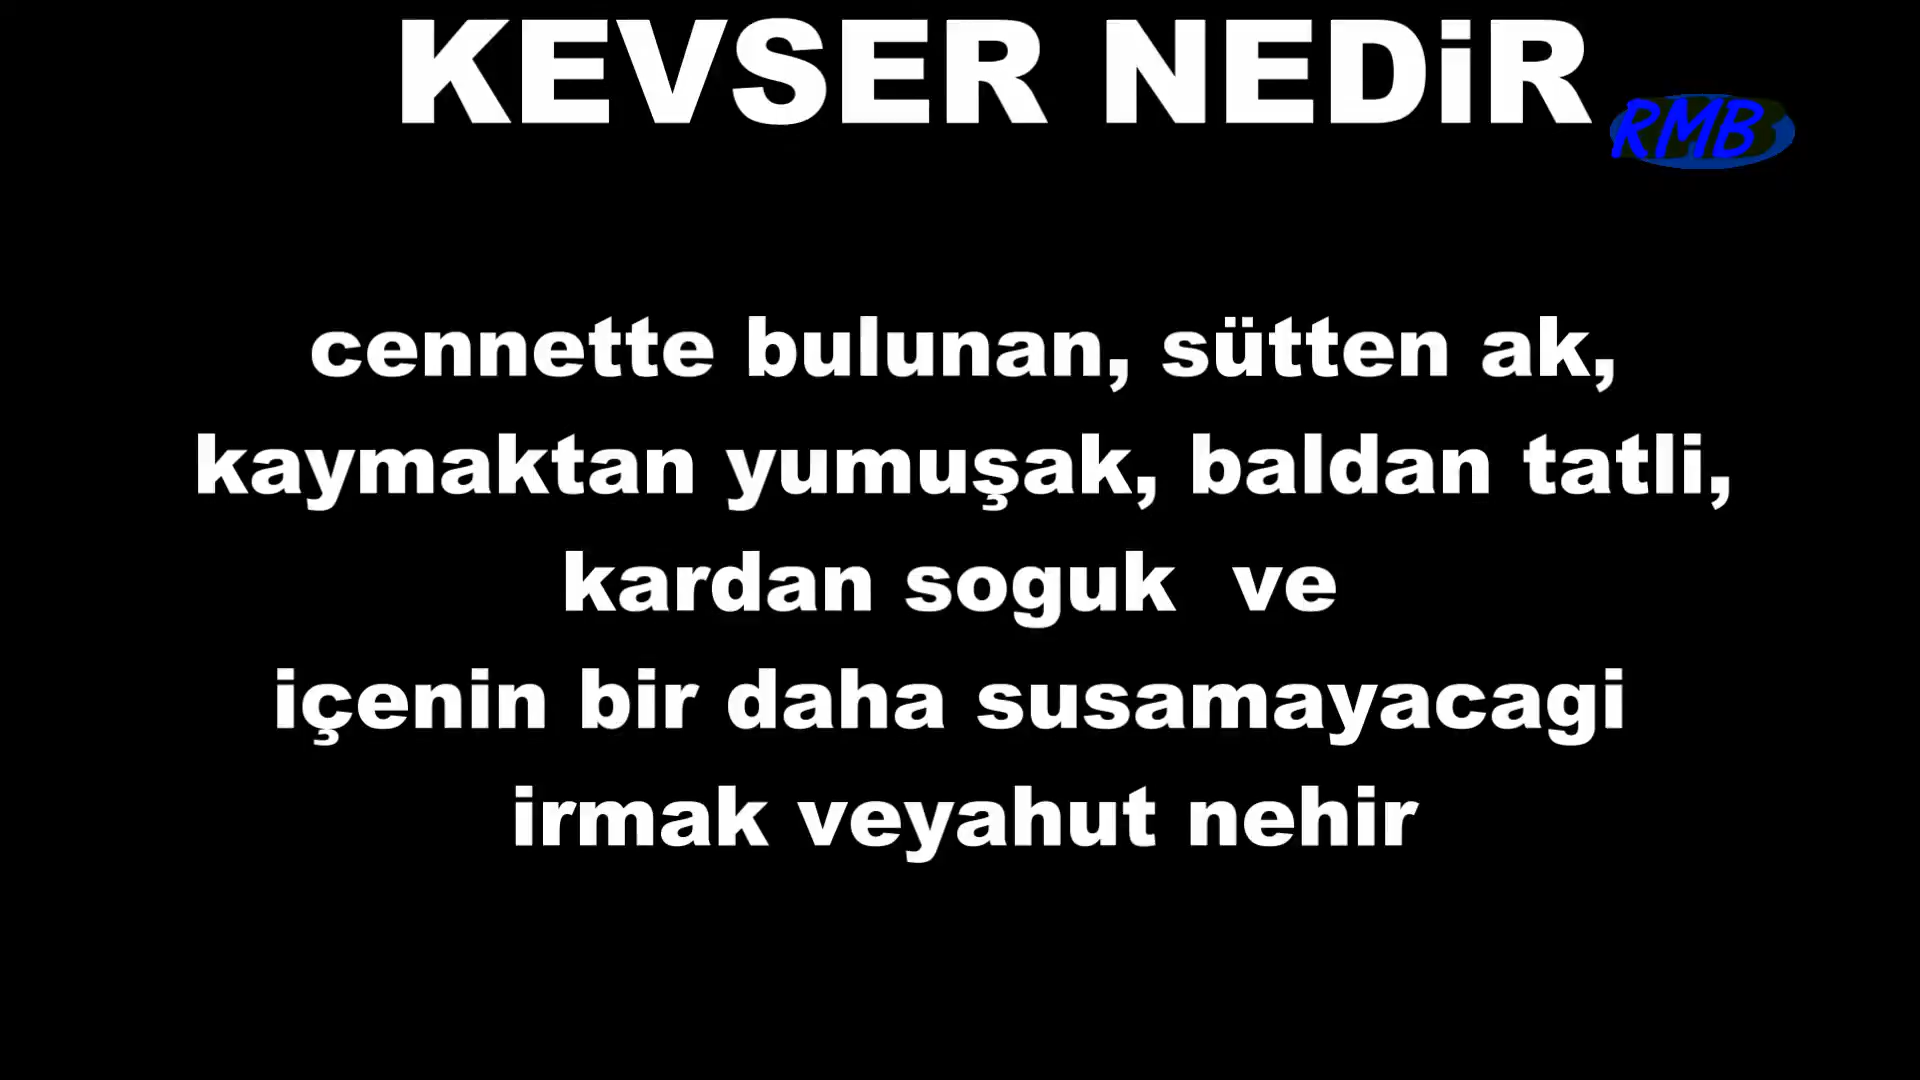 KEVSER NEDiR
RMB
cennette bulunan, sütten ak,
kaymaktan yumuşak, baldan tatli,
kardan soguk ve
içenin bir daha susamayacagi
irmak veyahut nehir